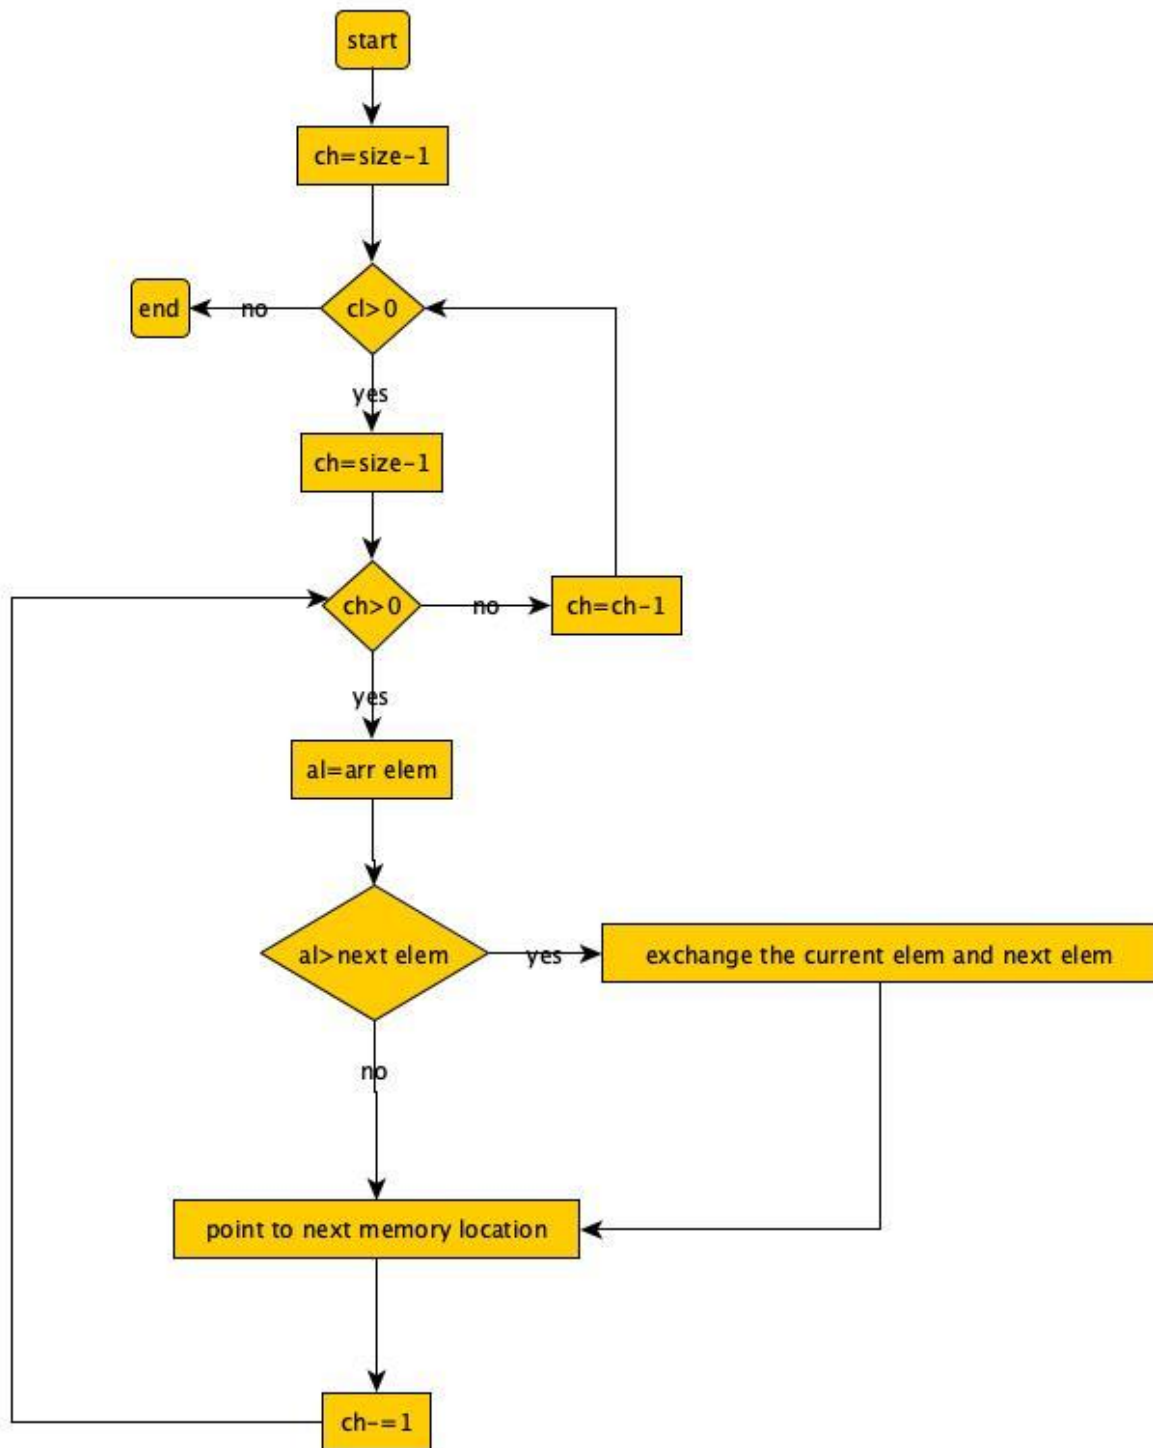 start
ch=size-1
cl>0
no
end
yes
ch=size-1
ch>0
no
ch=ch-1
yes
al=arr elem
al>next elem
yes
exchange the current elem and next elem
no
point to next memory location
ch-=1